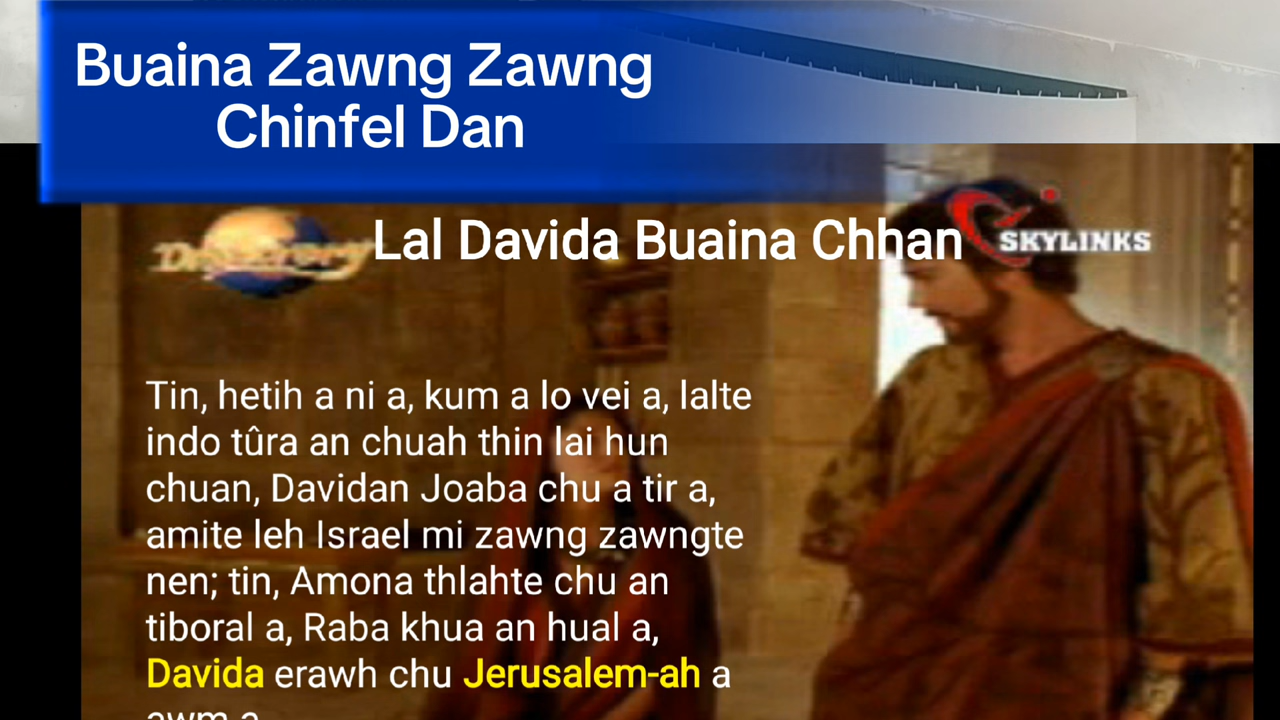 Buaina Zawng Zawng
Chinfel Dan
Discovery
Lal Davida Buaina Chhan
SKYLINKS
Tin, hetih a ni a, kum a lo vei a, lalte
indo tûra an chuah thin lai hun
chuan, Davidan Joaba chu a tir a,
amite leh Israel mi zawng zawngte
nen; tin, Amona thlahte chu an
tiboral a, Raba khua an hual a,
Davida erawh chu Jerusalem-ah a
awm a